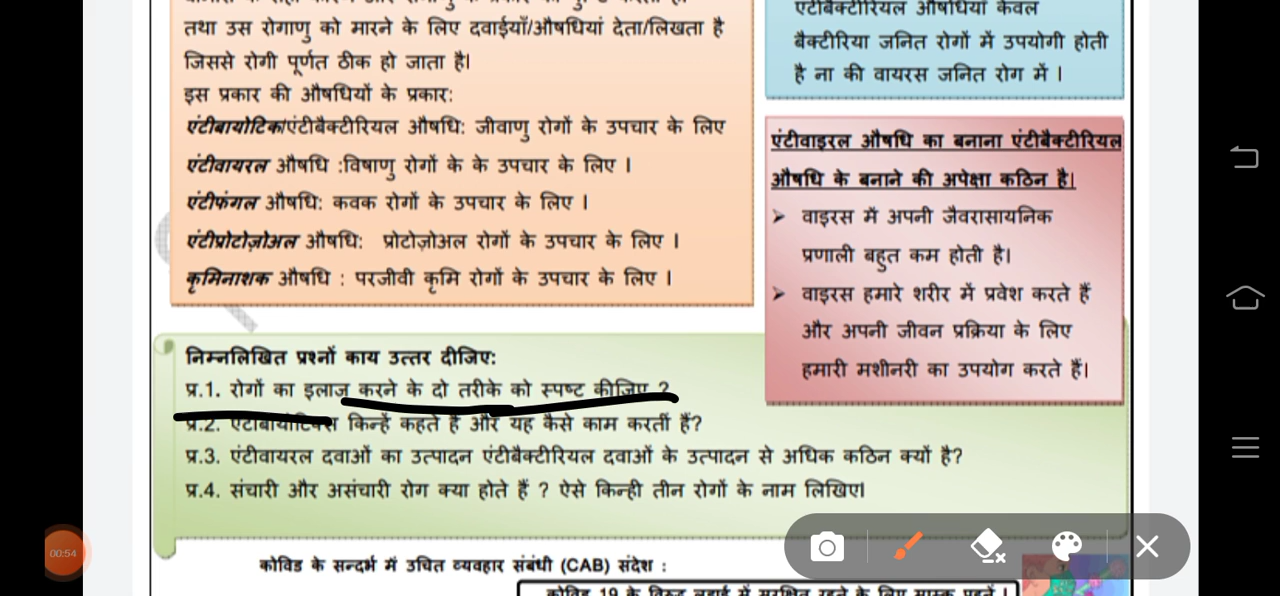 तथा उस रोगाणु को मारने के लिए दवाईयाँ/औषधियां देता/लिखता है
जिससे रोगी पूर्णत ठीक हो जाता है।
इस प्रकार की औषधियों के प्रकार:
एंटीबायोटिक/एंटीबैक्टीरियल औषधि: जीवाणु रोगों के उपचार के लिए
एंटीवायरल औषधि :विषाणु रोगों के के उपचार के लिए ।
एंटीफंगल औषधि: कवक रोगों के उपचार के लिए ।
एंटीप्रोटोज़ोअल औषधि: प्रोटोज़ोअल रोगों के उपचार के लिए ।
कृमिनाशक औषधि : परजीवी कृमि रोगों के उपचार के लिए ।
एंटीबैक्टीरियल औषधियां केवल
बैक्टीरिया जनित रोगों में उपयोगी होती
है ना की वायरस जनित रोग में ।
एंटीवाइरल औषधि का बनाना एंटीबैक्टीरियल
औषधि के बनाने की अपेक्षा कठिन है।
➢ वाइरस में अपनी जैवरासायनिक
प्रणाली बहुत कम होती है।
➢ वाइरस हमारे शरीर में प्रवेश करते हैं
और अपनी जीवन प्रक्रिया के लिए
हमारी मशीनरी का उपयोग करते हैं।
निम्नलिखित प्रश्नों काय उत्तर दीजिए:
प्र.1. रोगों का इलाज करने के दो तरीके को स्पष्ट कीजिए ?
प्र.2. एंटीबायोटिक्स किन्हें कहते हैं और यह कैसे काम करतीं हैं?
प्र.3. एंटीवायरल दवाओं का उत्पादन एंटीबैक्टीरियल दवाओं के उत्पादन से अधिक कठिन क्यों है?
प्र.4. संचारी और असंचारी रोग क्या होते हैं ? ऐसे किन्ही तीन रोगों के नाम लिखिए।
कोविड के सन्दर्भ में उचित व्यवहार संबंधी (CAB) संदेश :
कोविड 19 के विरुद्ध लड़ाई में सुरक्षित रहने के लिए मास्क पहनें ।
00:54